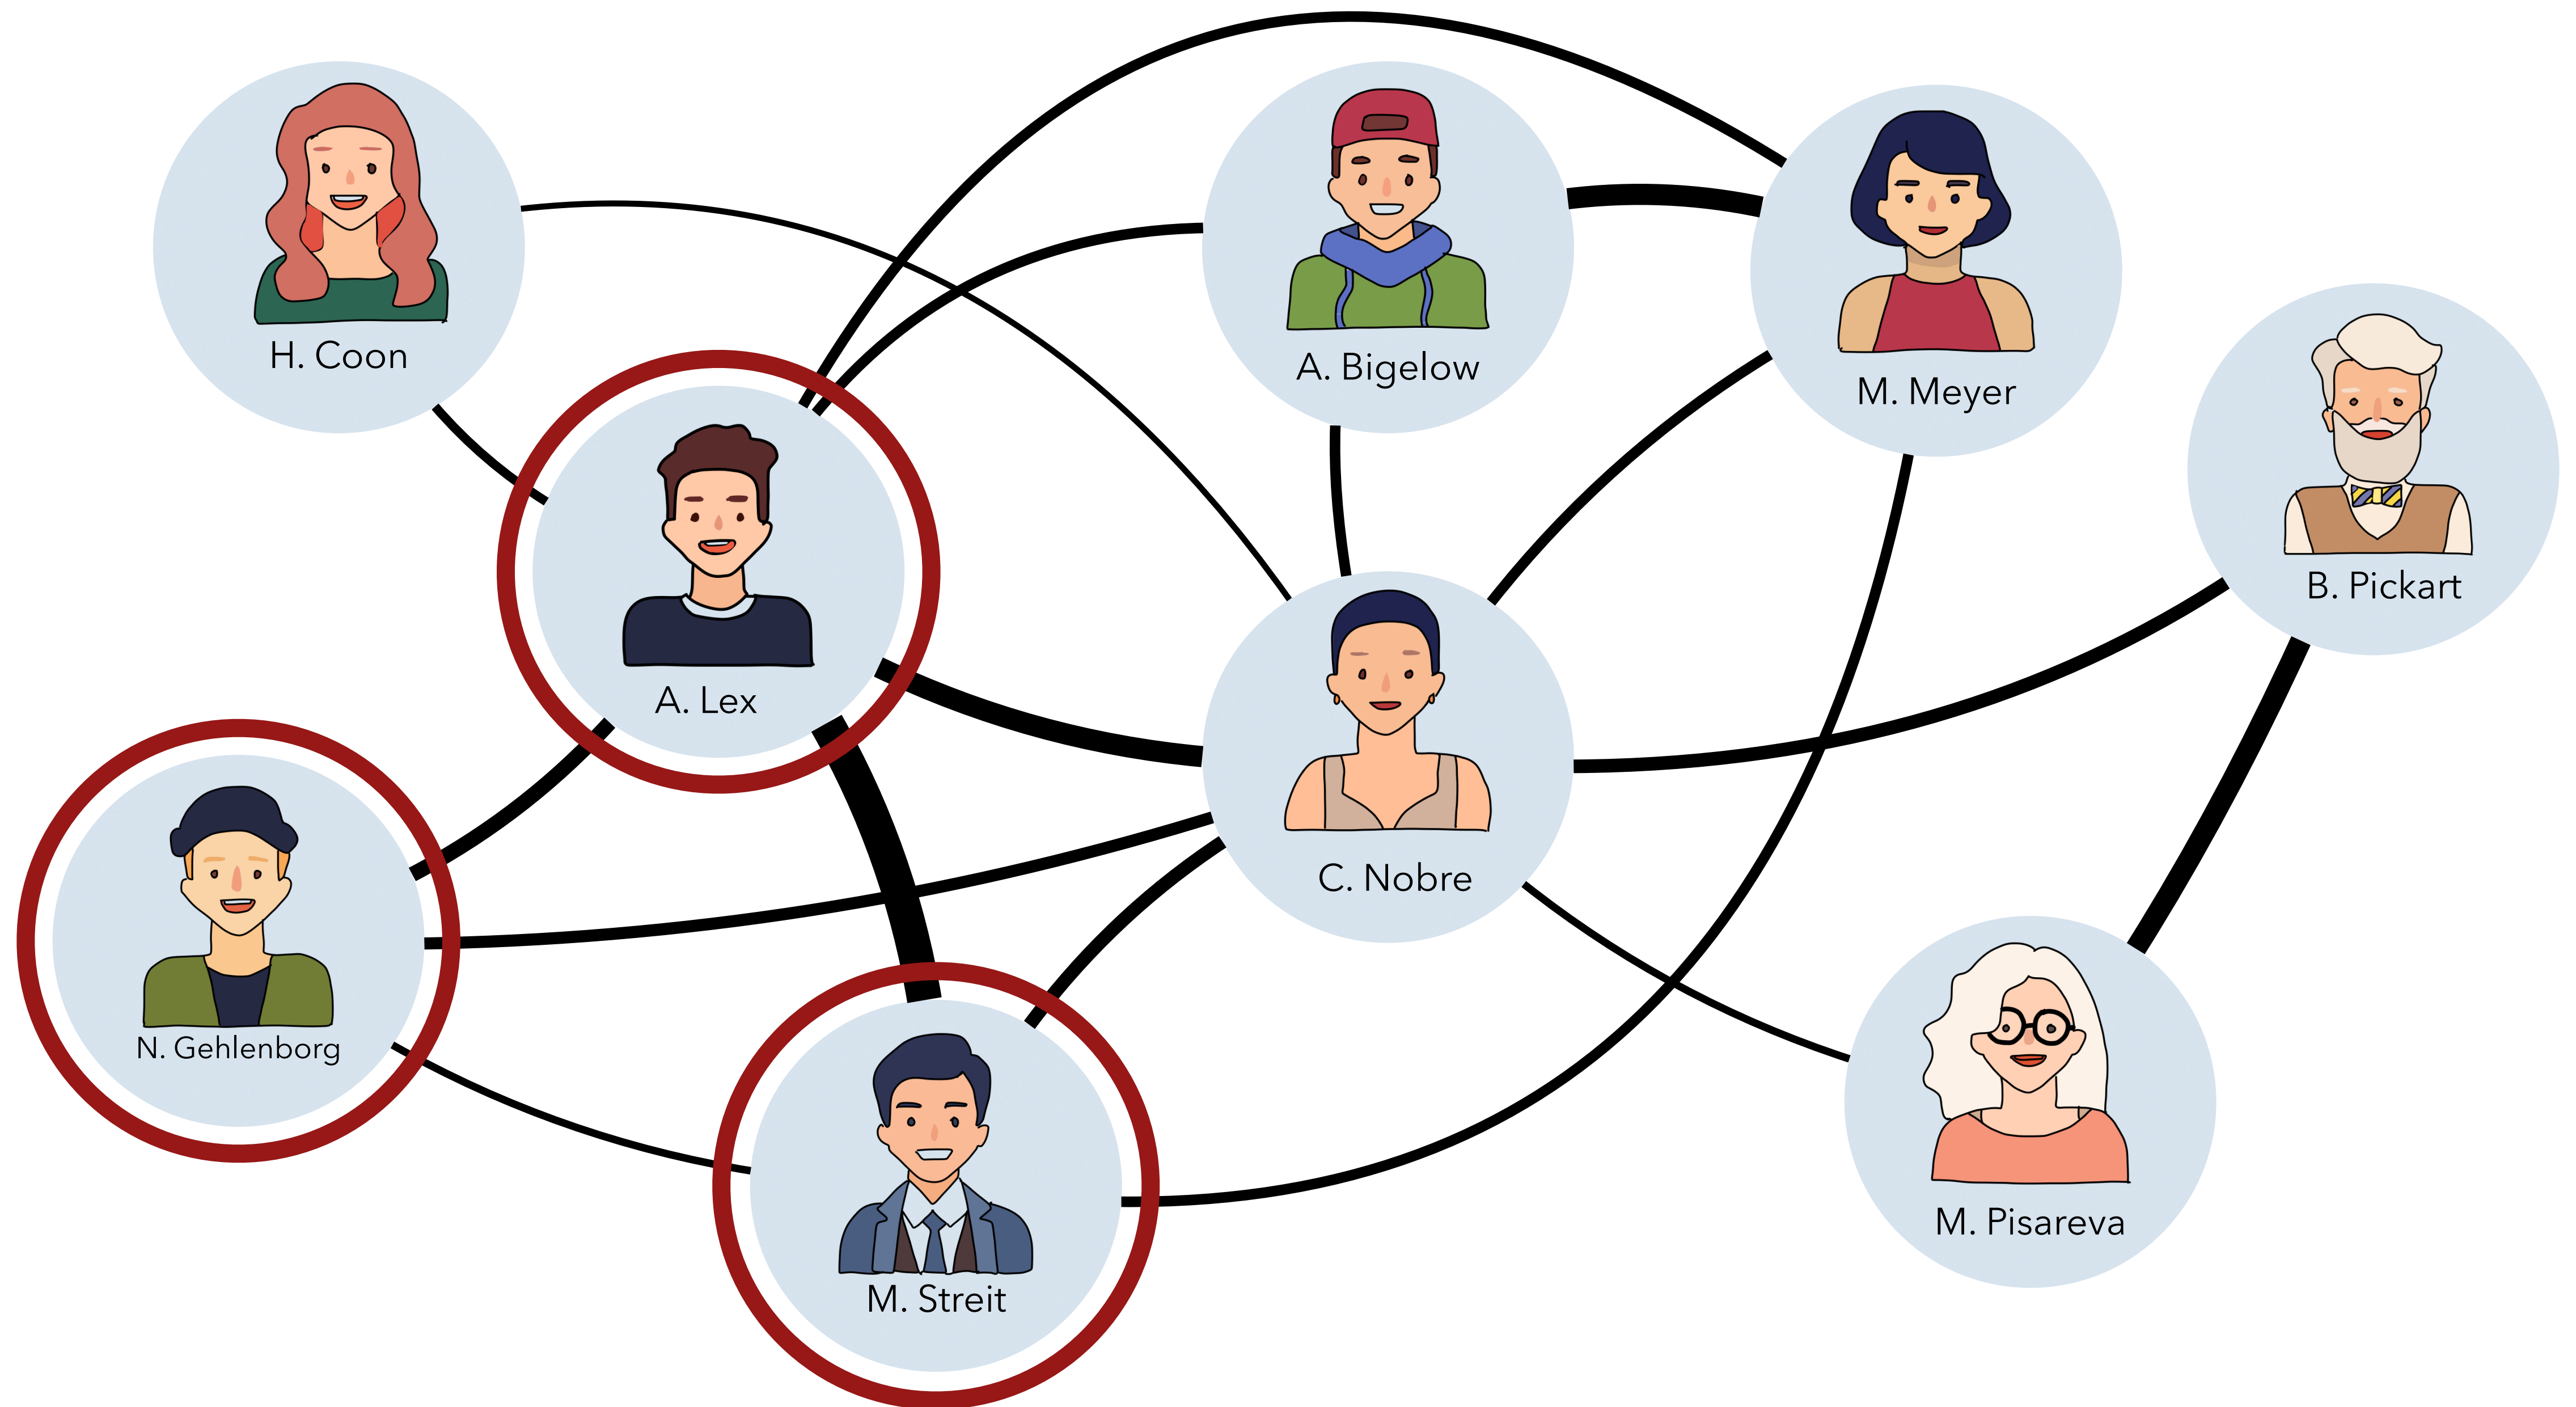 H. Coon
A. Bigelow
M. Meyer
B. Pickart
A. Lex
C. Nobre
N. Gehlenborg
M. Pisareva
M. Streit